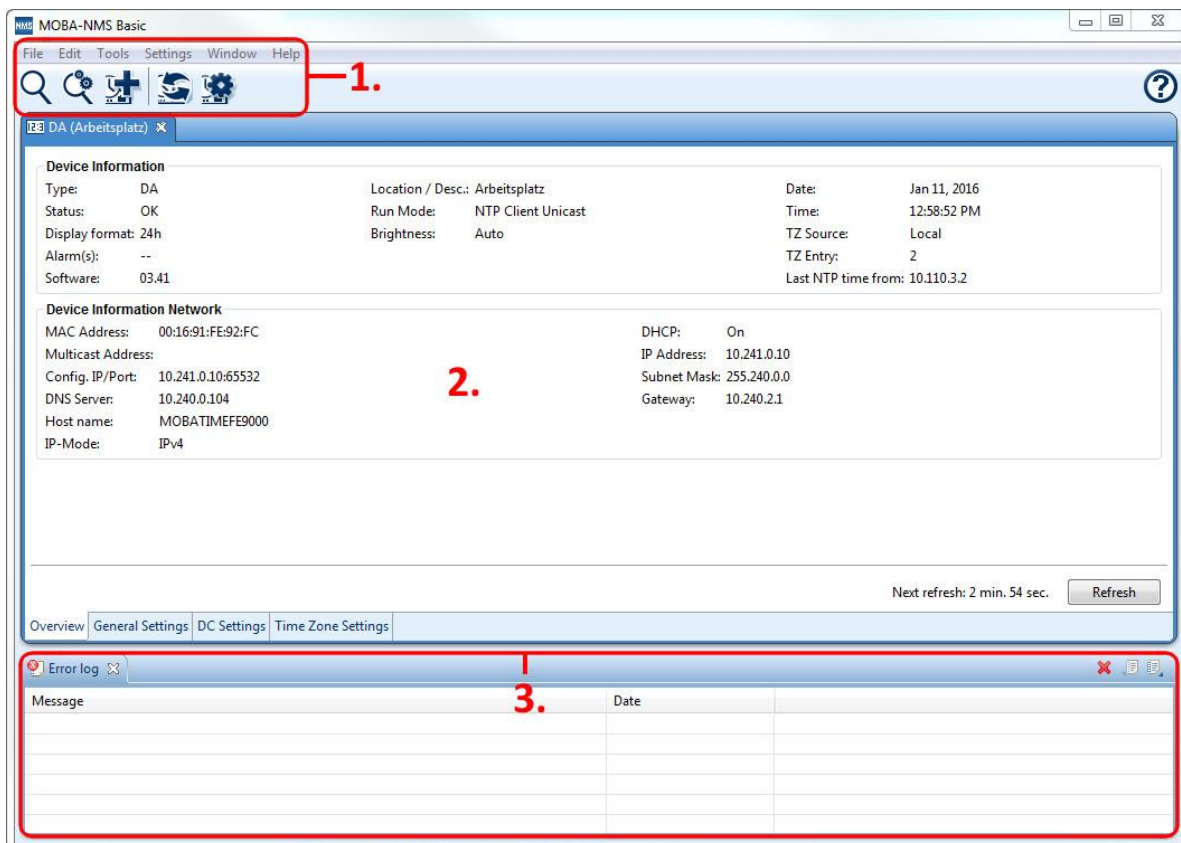 NMS MOBA-NMS Basic
File Edit Tools Settings Window Help
1.
?
123 DA (Arbeitsplatz)
Device Information
Type: DA Location / Desc.: Arbeitsplatz Date: Jan 11, 2016
Status: OK Run Mode: NTP Client Unicast Time: 12:58:52 PM
Display format: 24h Brightness: Auto TZ Source: Local
Alarm(s): -- TZ Entry: 2
Software: 03.41 Last NTP time from: 10.110.3.2
Device Information Network
MAC Address: 00:16:91:FE:92:FC DHCP: On
Multicast Address: IP Address: 10.241.0.10
Config. IP/Port: 10.241.0.10:65532 Subnet Mask: 255.240.0.0
2.
DNS Server: 10.240.0.104 Gateway: 10.240.2.1
Host name: MOBATIMEFE9000
IP-Mode: IPv4
Next refresh: 2 min. 54 sec. Refresh
Overview General Settings DC Settings Time Zone Settings
Error log
3.
Message Date